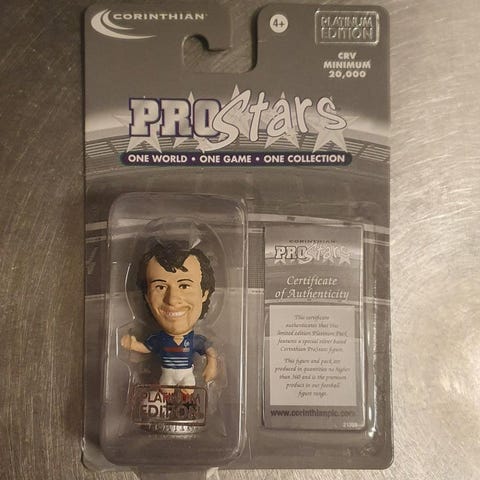 CORINTHIAN
4+
PLATINUM
EDITION
CRV
MINIMUM
20,000
PROStars
ONE WORLD • ONE GAME • ONE COLLECTION
CORINTHIAN
PROStars
Certificate
of Authenticity
This certificate
authenticates that this
limited edition Platinum Pack
features a special silver based
Corinthian ProStars figure.
This figure and pack are
produced in quantities no higher
than 500 and is the premium
product in our football
figure range.
www.corinthianplc.com
PLATINUM
EDITION